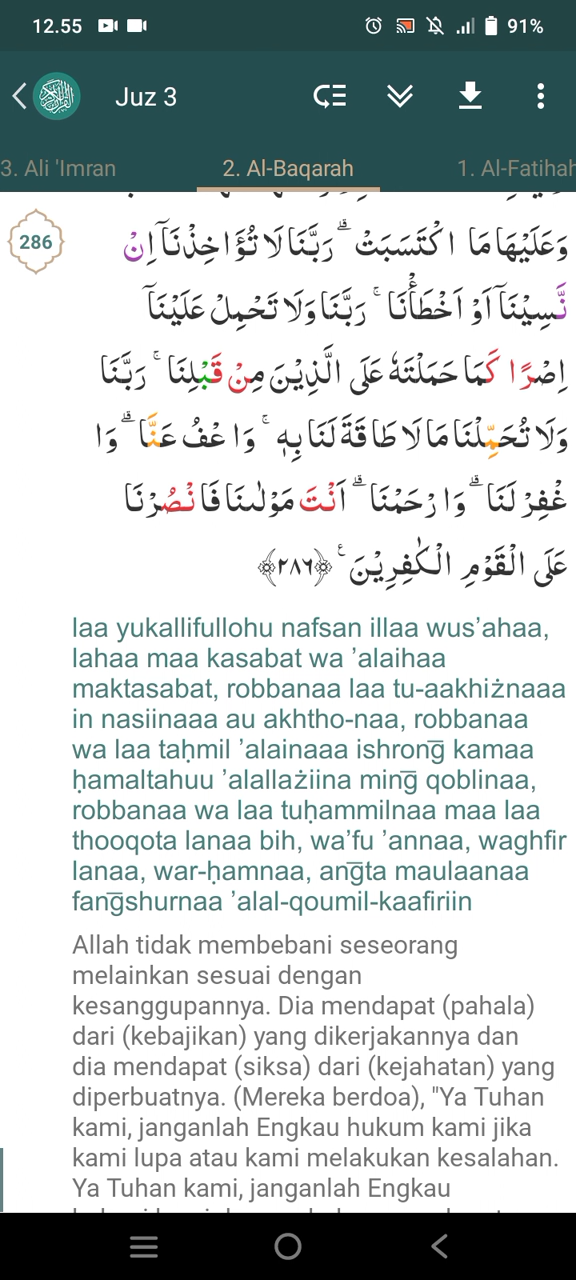 12.55
91%
Juz 3
3. Ali 'Imran
2. Al-Baqarah
1. Al-Fatihah
286
وَعَلَيْهَا مَا اكْتَسَبَتْ ۗ رَبَّنَا لَا تُؤَاخِذْنَآ اِنْ
نَّسِيْنَآ اَوْ اَخْطَأْنَا ۚ رَبَّنَا وَلَا تَحْمِلْ عَلَيْنَآ
اِصْرًا كَمَا حَمَلْتَهٗ عَلَى الَّذِيْنَ مِنْ قَبْلِنَا ۚ رَبَّنَا
وَلَا تُحَمِّلْنَا مَا لَا طَاقَةَ لَنَا بِهٖ ۚ وَاعْفُ عَنَّا ۗ وَا
غْفِرْ لَنَا ۗ وَارْحَمْنَا ۗ اَنْتَ مَوْلٰىنَا فَانْصُرْنَا
عَلَى الْقَوْمِ الْكٰفِرِيْنَ ۚ ﴿٢٨٦﴾
laa yukallifullohu nafsan illaa wus’ahaa,
lahaa maa kasabat wa ’alaihaa
maktasabat, robbanaa laa tu-aakhiżnaaa
in nasiinaaa au akhtho-naa, robbanaa
wa laa taḥmil ’alainaaa ishrong̅ kamaa
ḥamaltahuu ’alallażiina ming̅ qoblinaa,
robbanaa wa laa tuḥammilnaa maa laa
thooqota lanaa bih, wa’fu ’annaa, waghfir
lanaa, war-ḥamnaa, ang̅ta maulaanaa
fang̅shurnaa ’alal-qoumil-kaafiriin
Allah tidak membebani seseorang
melainkan sesuai dengan
kesanggupannya. Dia mendapat (pahala)
dari (kebajikan) yang dikerjakannya dan
dia mendapat (siksa) dari (kejahatan) yang
diperbuatnya. (Mereka berdoa), "Ya Tuhan
kami, janganlah Engkau hukum kami jika
kami lupa atau kami melakukan kesalahan.
Ya Tuhan kami, janganlah Engkau